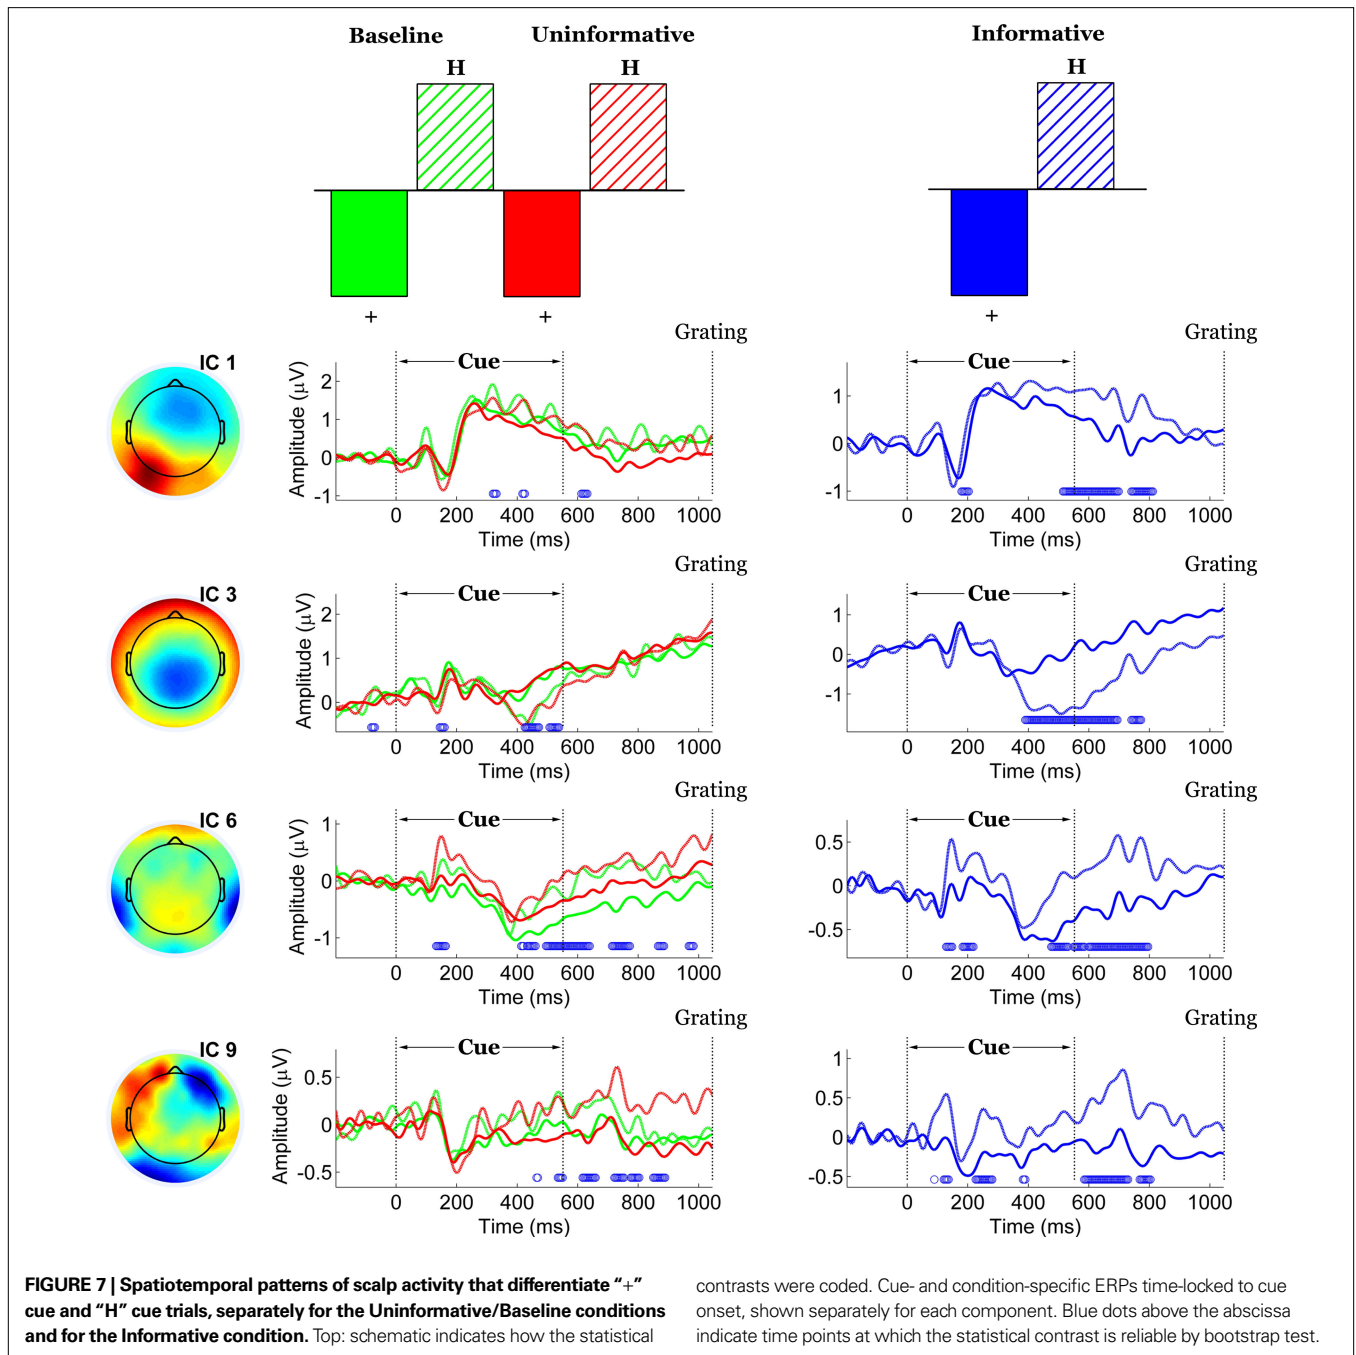 Baseline
Uninformative
Informative
H
H
H
+
+
+
IC 1
Grating
Cue
Amplitude (μV)
2
1
0
-1
0 200 400 600 800 1000
Time (ms)
Grating
Cue
1
0
-1
0 200 400 600 800 1000
Time (ms)
IC 3
Grating
Cue
Amplitude (μV)
2
1
0
0 200 400 600 800 1000
Time (ms)
Grating
Cue
1
0
-1
0 200 400 600 800 1000
Time (ms)
IC 6
Grating
Cue
Amplitude (μV)
1
0
-1
0 200 400 600 800 1000
Time (ms)
Grating
Cue
0.5
0
-0.5
0 200 400 600 800 1000
Time (ms)
IC 9
Grating
Cue
Amplitude (μV)
0.5
0
-0.5
0 200 400 600 800 1000
Time (ms)
Grating
Cue
1
0.5
0
-0.5
0 200 400 600 800 1000
Time (ms)
FIGURE 7 | Spatiotemporal patterns of scalp activity that differentiate “+”
cue and “H” cue trials, separately for the Uninformative/Baseline conditions
and for the Informative condition. Top: schematic indicates how the statistical
contrasts were coded. Cue- and condition-specific ERPs time-locked to cue
onset, shown separately for each component. Blue dots above the abscissa
indicate time points at which the statistical contrast is reliable by bootstrap test.